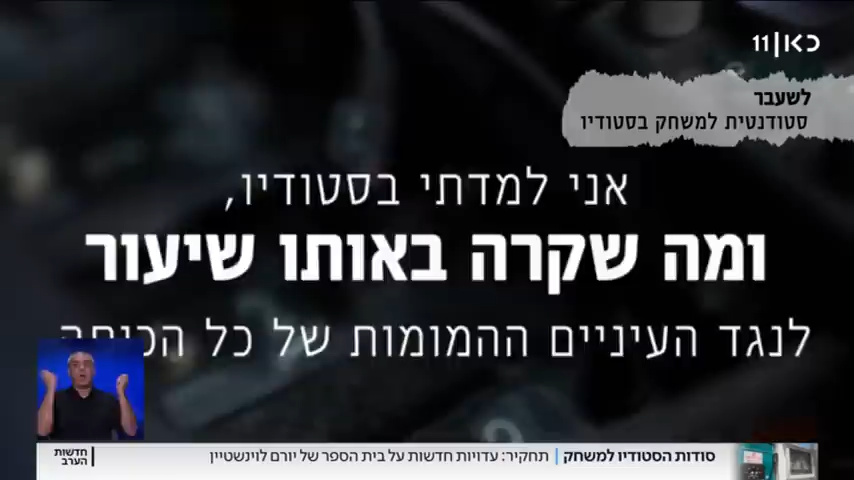 כאן|11
לשעבר
סטודנטית למשחק בסטודיו
אני למדתי בסטודיו,
ומה שקרה באותו שיעור
לנגד העיניים ההמומות של כל
סודות הסטודיו למשחק | תחקיר: עדויות חדשות על בית הספר של יורם לוינשטיין
חדשות
הערב